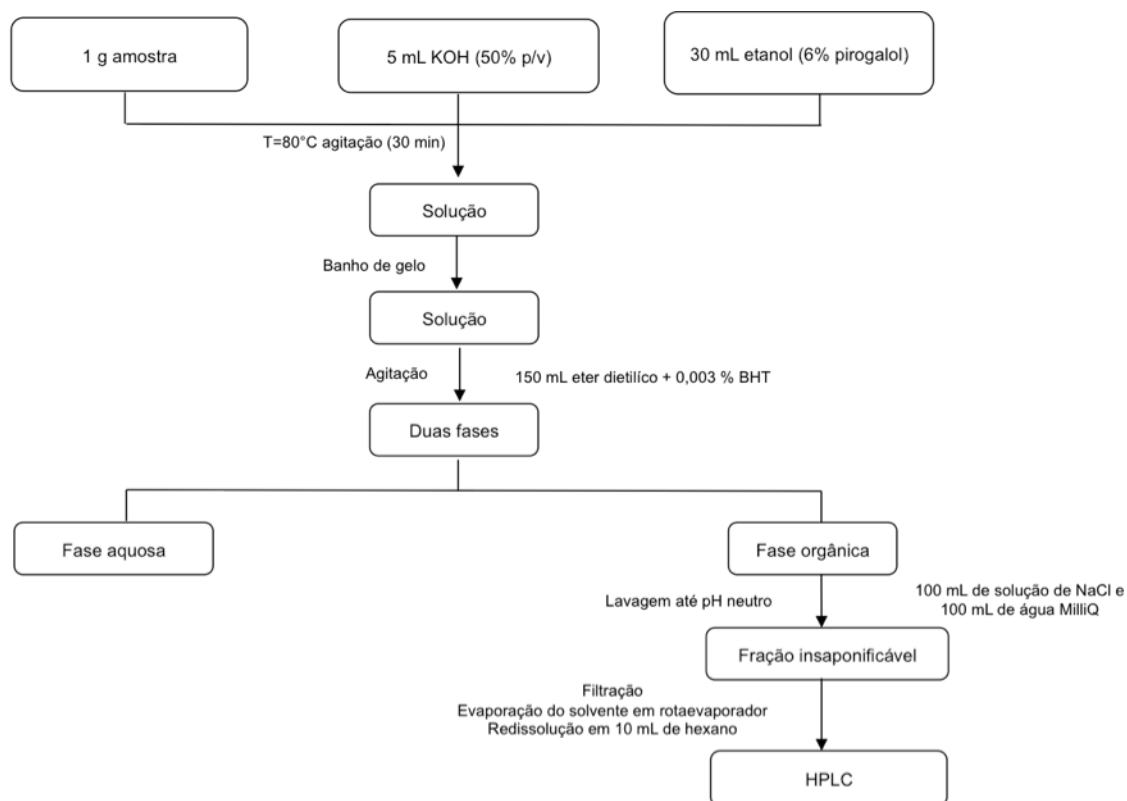 1 g amostra
5 mL KOH (50% p/v)
30 mL etanol (6% pirogalol)
T=80°C agitação (30 min)
Solução
Banho de gelo
Solução
Agitação
150 mL eter dietilíco + 0,003 % BHT
Duas fases
Fase aquosa
Fase orgânica
Lavagem até pH neutro
100 mL de solução de NaCl e
100 mL de água MilliQ
Fração insaponificável
Filtração
Evaporação do solvente em rotaevaporador
Redissolução em 10 mL de hexano
HPLC